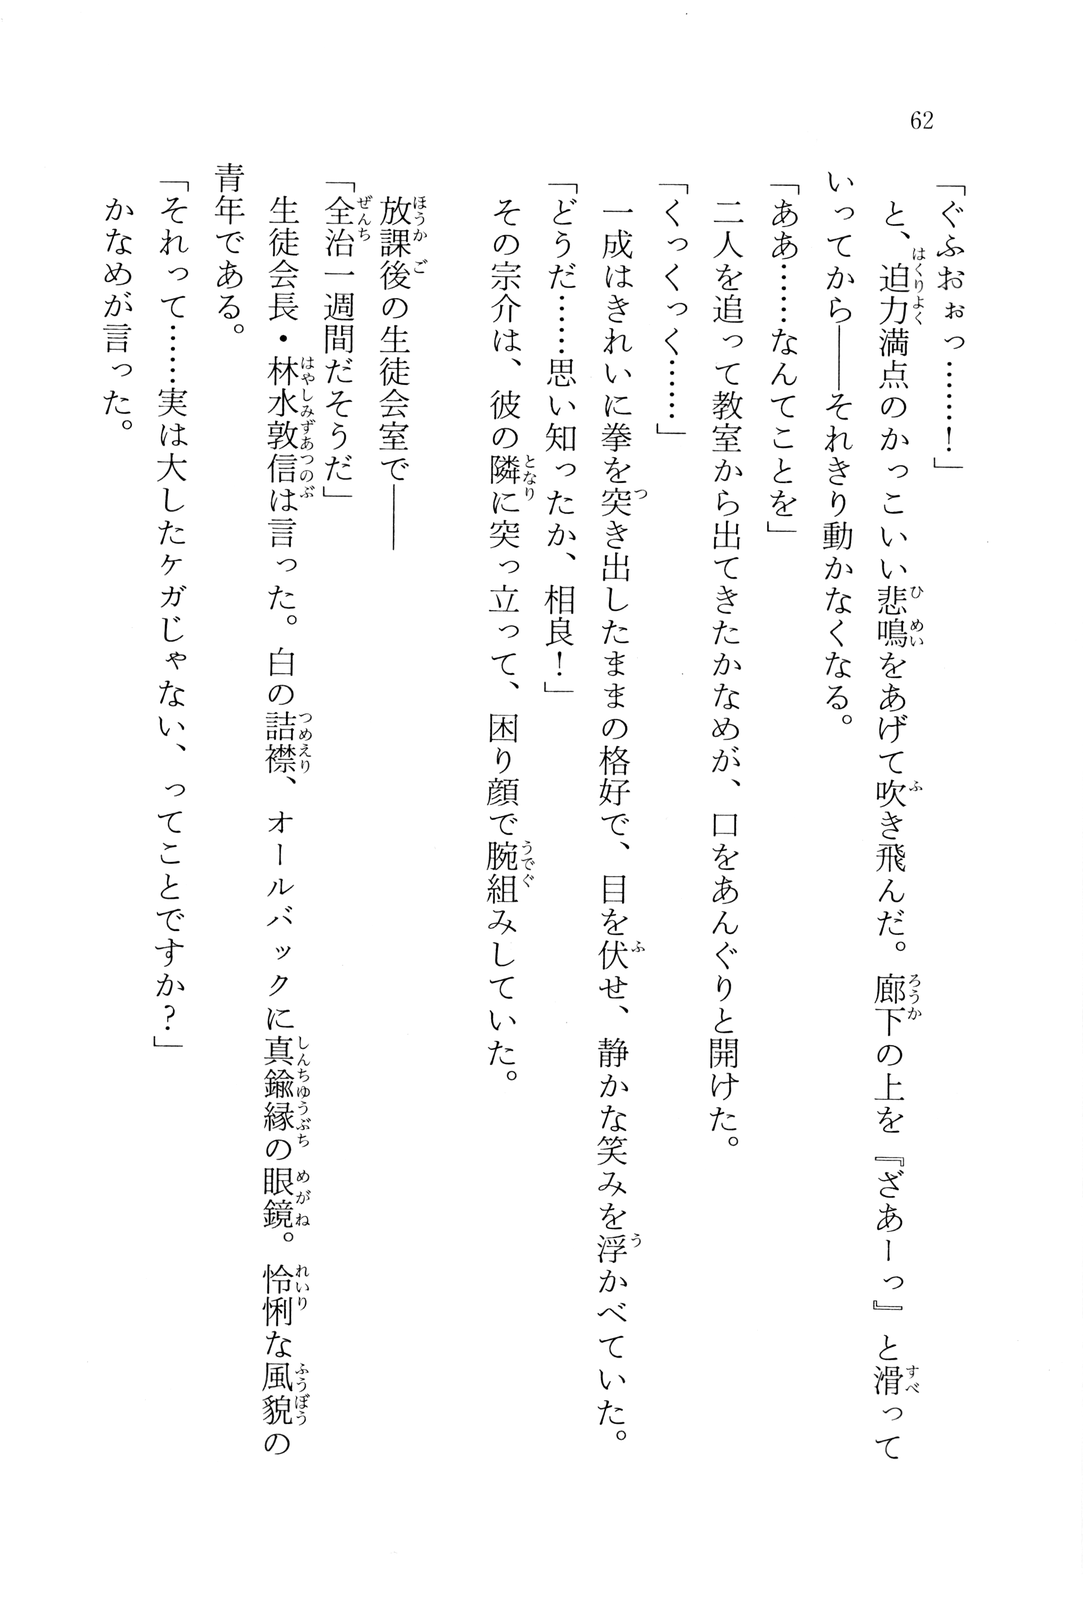 62
「ぐふおぉっ……！」
と、迫力満点のかっこいい悲鳴をあげて吹き飛んだ。廊下の上を『ざあーっ』と滑って
いってから――それきり動かなくなる。
「ああ……なんてことを」
二人を追って教室から出てきたかなめが、口をあんぐりと開けた。
「くっくっく……」
一成はきれいに拳を突き出したままの格好で、目を伏せ、静かな笑みを浮かべていた。
「どうだ……思い知ったか、相良！」
その宗介は、彼の隣に突っ立って、困り顔で腕組みしていた。
放課後の生徒会室で――
「全治一週間だそうだ」
生徒会長・林水敦信は言った。白の詰襟、オールバックに真鍮縁の眼鏡。怜悧な風貌の
青年である。
「それって……実は大したケガじゃない、ってことですか？」
かなめが言った。